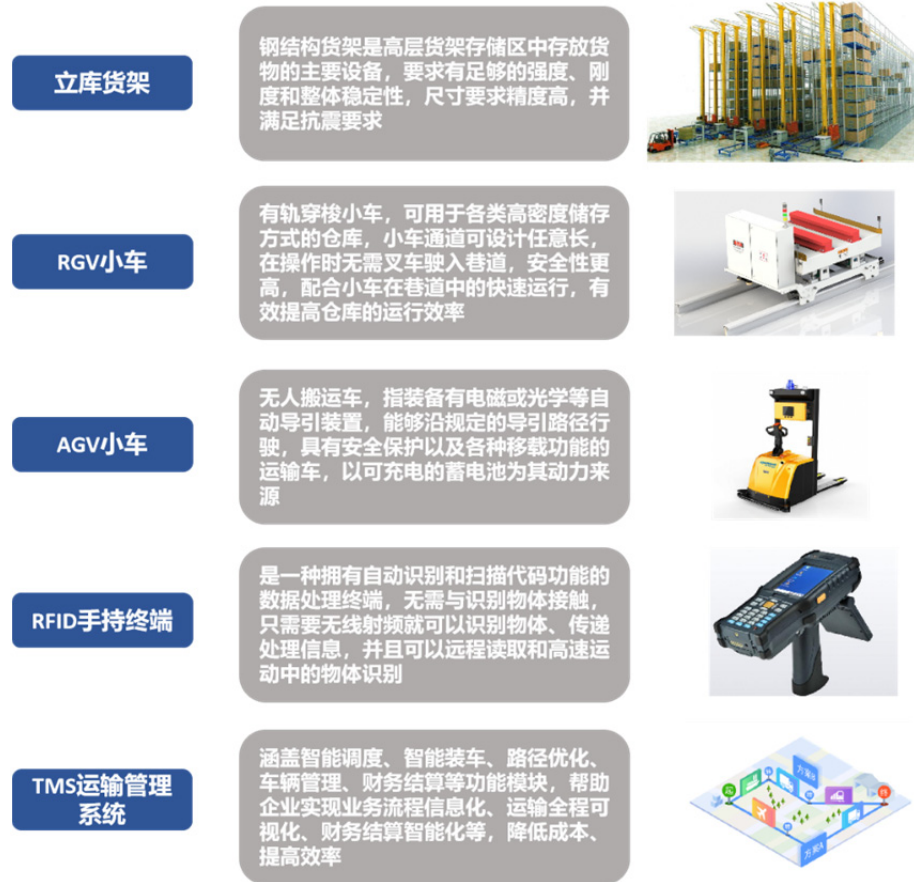 立库货架
钢结构货架是高层货架存储区中存放货
物的主要设备，要求有足够的强度、刚
度和整体稳定性，尺寸要求精度高，并
满足抗震要求
RGV小车
有轨穿梭小车，可用于各类高密度储存
方式的仓库，小车通道可设计任意长，
在操作时无需叉车驶入巷道，安全性更
高，配合小车在巷道中的快速运行，有
效提高仓库的运行效率
AGV小车
无人搬运车，指装备有电磁或光学等自
动导引装置，能够沿规定的导引路径行
驶，具有安全保护以及各种移载功能的
运输车，以可充电的蓄电池为其动力来
源
RFID手持终端
是一种拥有自动识别和扫描代码功能的
数据处理终端，无需与识别物体接触，
只需要无线射频就可以识别物体、传递
处理信息，并且可以远程读取和高速运
动中的物体识别
TMS运输管理
系统
涵盖智能调度、智能装车、路径优化、
车辆管理、财务结算等功能模块，帮助
企业实现业务流程信息化、运输全程可
视化、财务结算智能化等，降低成本、
提高效率
方案B
方案A